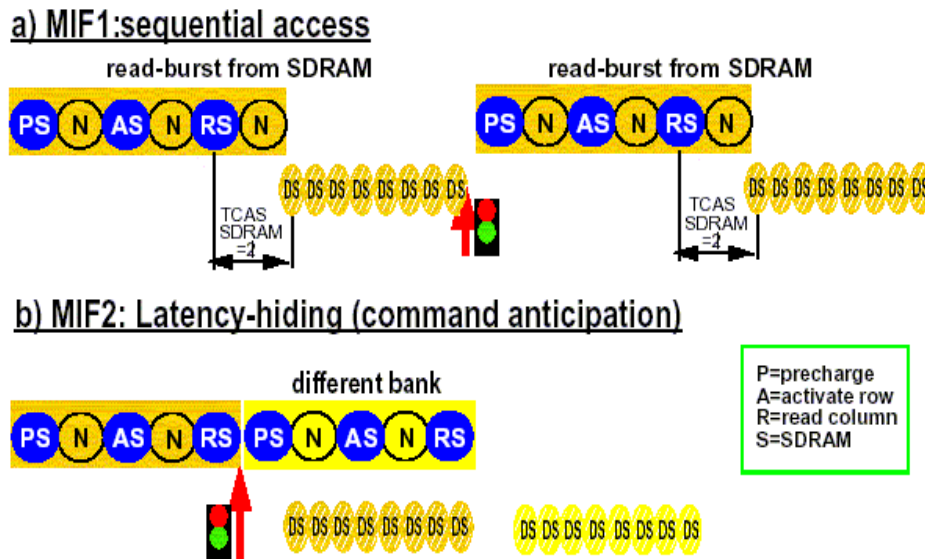 a) MIF1:sequential access
read-burst from SDRAM
read-burst from SDRAM
PS N AS N RS N
PS N AS N RS N
DS DS DS DS DS DS DS DS
DS DS DS DS DS DS DS DS
TCAS
SDRAM
TCAS
SDRAM
b) MIF2: Latency-hiding (command anticipation)
different bank
PS N AS N RS PS N AS N RS
P=precharge
A=activate row
R=read column
S=SDRAM
DS DS DS DS DS DS DS DS
DS DS DS DS DS DS DS DS